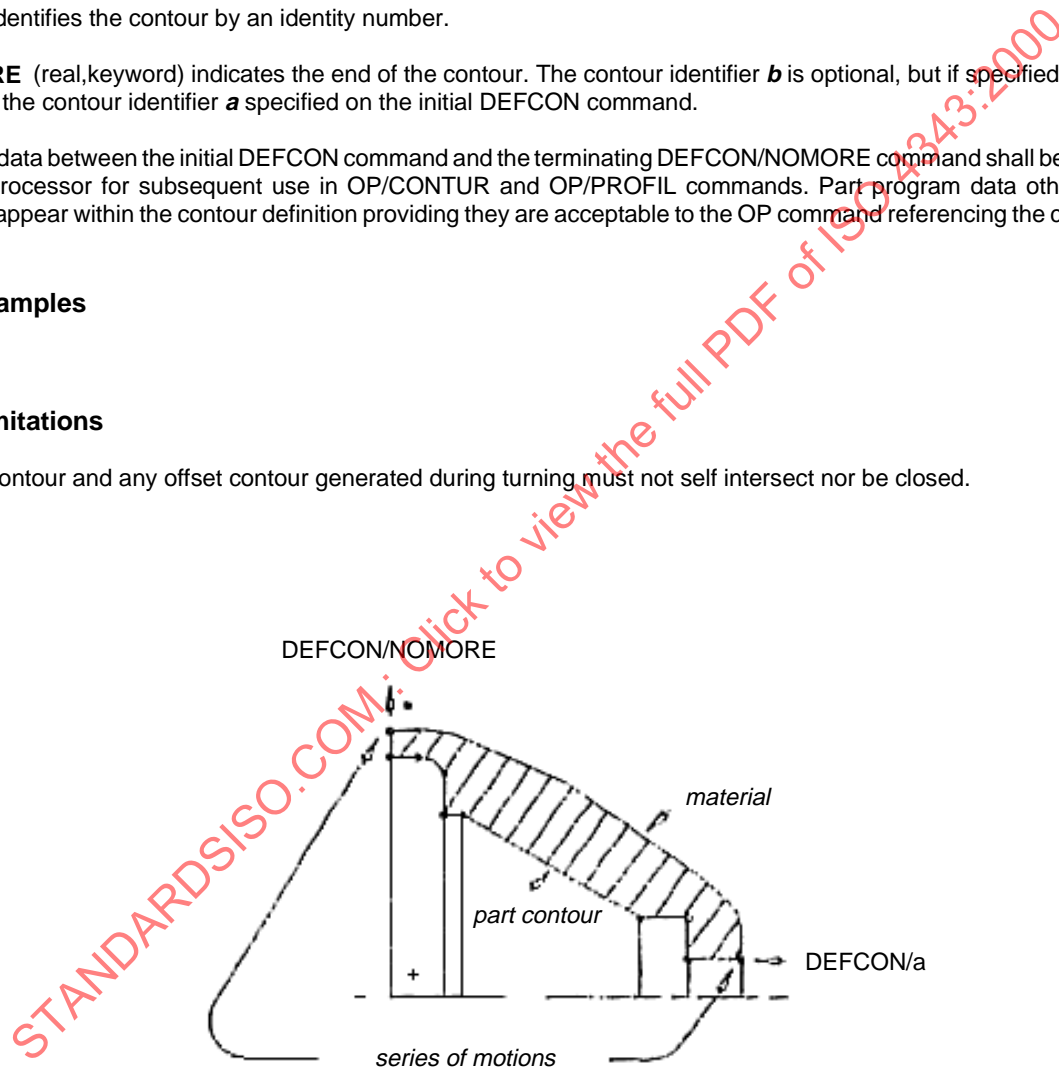 dentifies the contour by an identity number.
RE (real,keyword) indicates the end of the contour. The contour identifier b is optional, but if specified
the contour identifier a specified on the initial DEFCON command.
data between the initial DEFCON command and the terminating DEFCON/NOMORE command shall be
rocessor for subsequent use in OP/CONTUR and OP/PROFIL commands. Part program data oth
appear within the contour definition providing they are acceptable to the OP command referencing the c
amples
nitations
ontour and any offset contour generated during turning must not self intersect nor be closed.
DEFCON/NOMORE
material
part contour
DEFCON/a
series of motions
STANDARDSISO.COM : Click to view the full PDF of ISO 4343:2000